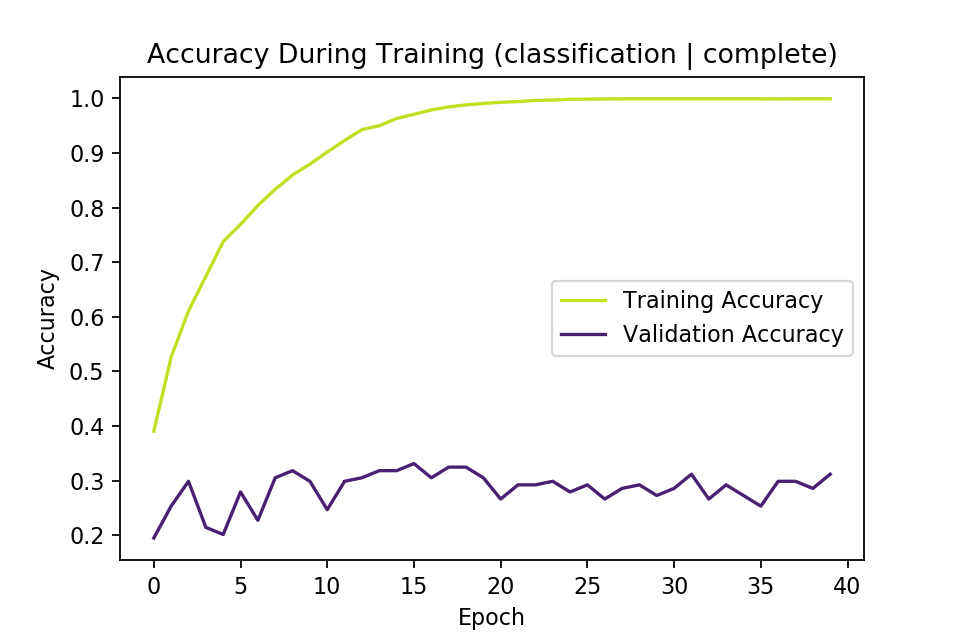 Accuracy During Training (classification | complete)
1.0
0.9
0.8
0.7
0.6
0.5
0.4
0.3
0.2
Accuracy
Training Accuracy
Validation Accuracy
0 5 10 15 20 25 30 35 40
Epoch